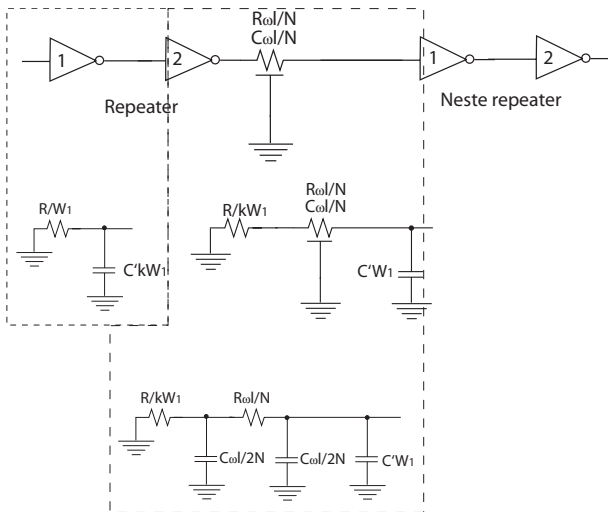 Rωl/N
Cωl/N
1
2
1
2
Repeater
Neste repeater
R/W1
C'kW1
R/kW1
Rωl/N
Cωl/N
C'W1
R/kW1
Rωl/N
Cωl/2N
Cωl/2N
C'W1